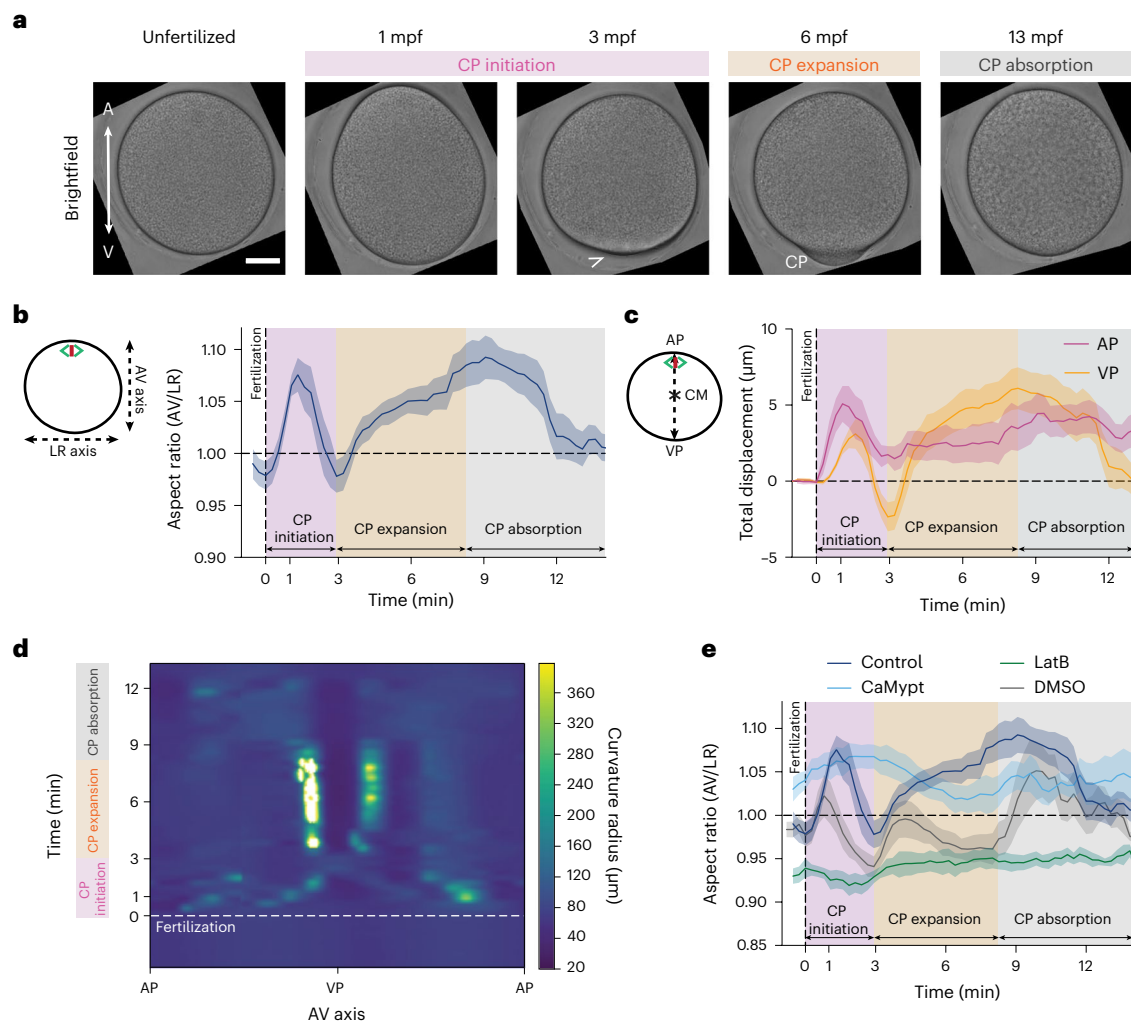 a
Unfertilized
1 mpf
3 mpf
6 mpf
13 mpf
CP initiation
CP expansion
CP absorption
Brightfield
A
V
CP
b
AV axis
LR axis
Aspect ratio (AV/LR)
1.10
1.05
1.00
0.95
0.90
Fertilization
CP
initiation
CP expansion
CP absorption
0 1 3 6 9 12
Time (min)
c
AP
CM
VP
Total displacement (μm)
10
5
0
–5
Fertilization
AP
VP
CP
initiation
CP expansion
CP absorption
0 1 3 6 9 12
Time (min)
d
Time (min)
CP absorption
CP expansion
CP
initiation
12
9
6
3
1
0
Fertilization
AP VP AP
AV axis
360
320
280
240
200
160
120
80
40
20
Curvature radius (μm)
e
Control
CaMypt
LatB
DMSO
Aspect ratio (AV/LR)
1.10
1.05
1.00
0.95
0.90
0.85
Fertilization
CP
initiation
CP expansion
CP absorption
0 1 3 6 9 12
Time (min)